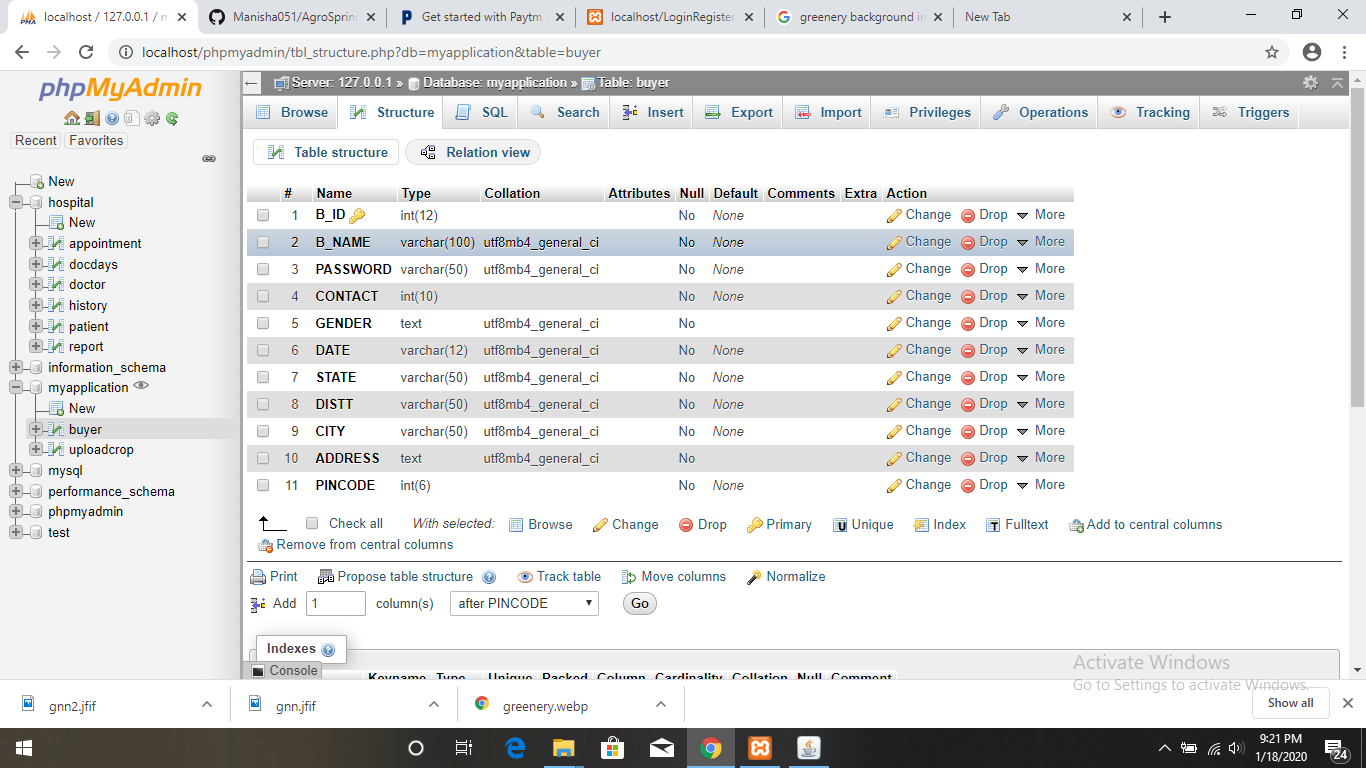 localhost / 127.0.0.1 / m
Manisha051/AgroSpring
Get started with Paytm
localhost/LoginRegister
greenery background im
New Tab
localhost/phpmyadmin/tbl_structure.php?db=myapplication&table=buyer
phpMyAdmin
Recent Favorites
New
hospital
New
appointment
docdays
doctor
history
patient
report
information_schema
myapplication
New
buyer
uploadcrop
mysql
performance_schema
phpmyadmin
test
Server: 127.0.0.1 » Database: myapplication » Table: buyer
Browse Structure SQL Search Insert Export Import Privileges Operations Tracking Triggers
Table structure Relation view
# Name Type Collation Attributes Null Default Comments Extra Action
1 B_ID int(12) No None Change Drop More
2 B_NAME varchar(100) utf8mb4_general_ci No None Change Drop More
3 PASSWORD varchar(50) utf8mb4_general_ci No None Change Drop More
4 CONTACT int(10) No None Change Drop More
5 GENDER text utf8mb4_general_ci No Change Drop More
6 DATE varchar(12) utf8mb4_general_ci No None Change Drop More
7 STATE varchar(50) utf8mb4_general_ci No None Change Drop More
8 DISTT varchar(50) utf8mb4_general_ci No None Change Drop More
9 CITY varchar(50) utf8mb4_general_ci No None Change Drop More
10 ADDRESS text utf8mb4_general_ci No Change Drop More
11 PINCODE int(6) No None Change Drop More
Check all With selected: Browse Change Drop Primary Unique Index Fulltext Add to central columns
Remove from central columns
Print Propose table structure Track table Move columns Normalize
Add 1 column(s) after PINCODE Go
Indexes
Console
Keyname Type Unique Packed Column Cardinality Collation Null Comment
Activate Windows
Go to Settings to activate Windows.
gnn2.jfif gnn.jfif greenery.webp Show all
9:21 PM
1/18/2020
24